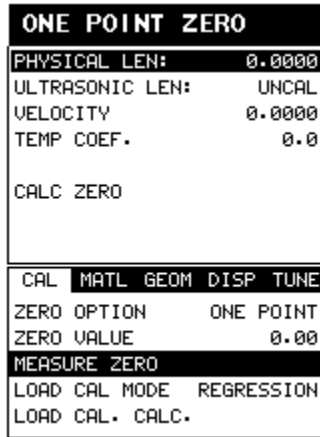 ONE POINT ZERO
PHYSICAL LEN: 0.0000
ULTRASONIC LEN: UNCAL
VELOCITY 0.0000
TEMP COEF. 0.0
CALC ZERO
CAL MATL GEOM DISP TUNE
ZERO OPTION ONE POINT
ZERO VALUE 0.00
MEASURE ZERO
LOAD CAL MODE REGRESSION
LOAD CAL. CALC.